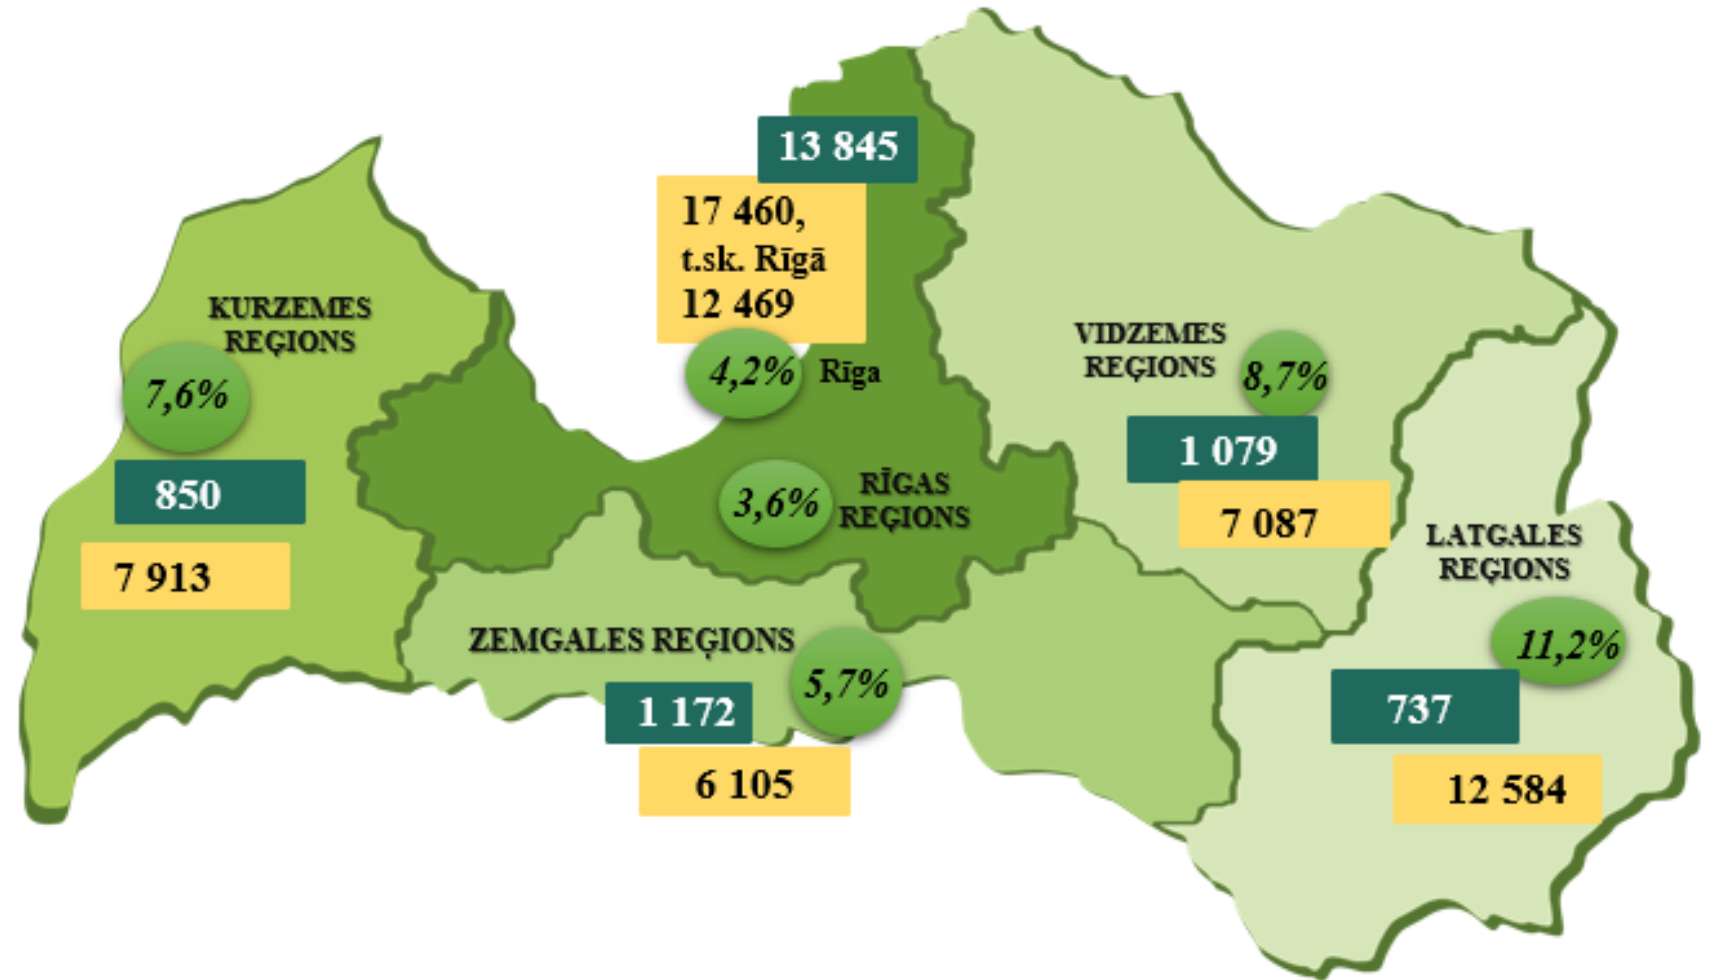 13 845
17 460,
t.sk. Rīgā
12 469
4,2%
Rīga
KURZEMES
REĢIONS
7,6%
850
7 913
VIDZEMES
REĢIONS
8,7%
1 079
7 087
3,6%
RĪGAS
REĢIONS
LATGALES
REĢIONS
11,2%
737
12 584
ZEMGALES REĢIONS
5,7%
1 172
6 105